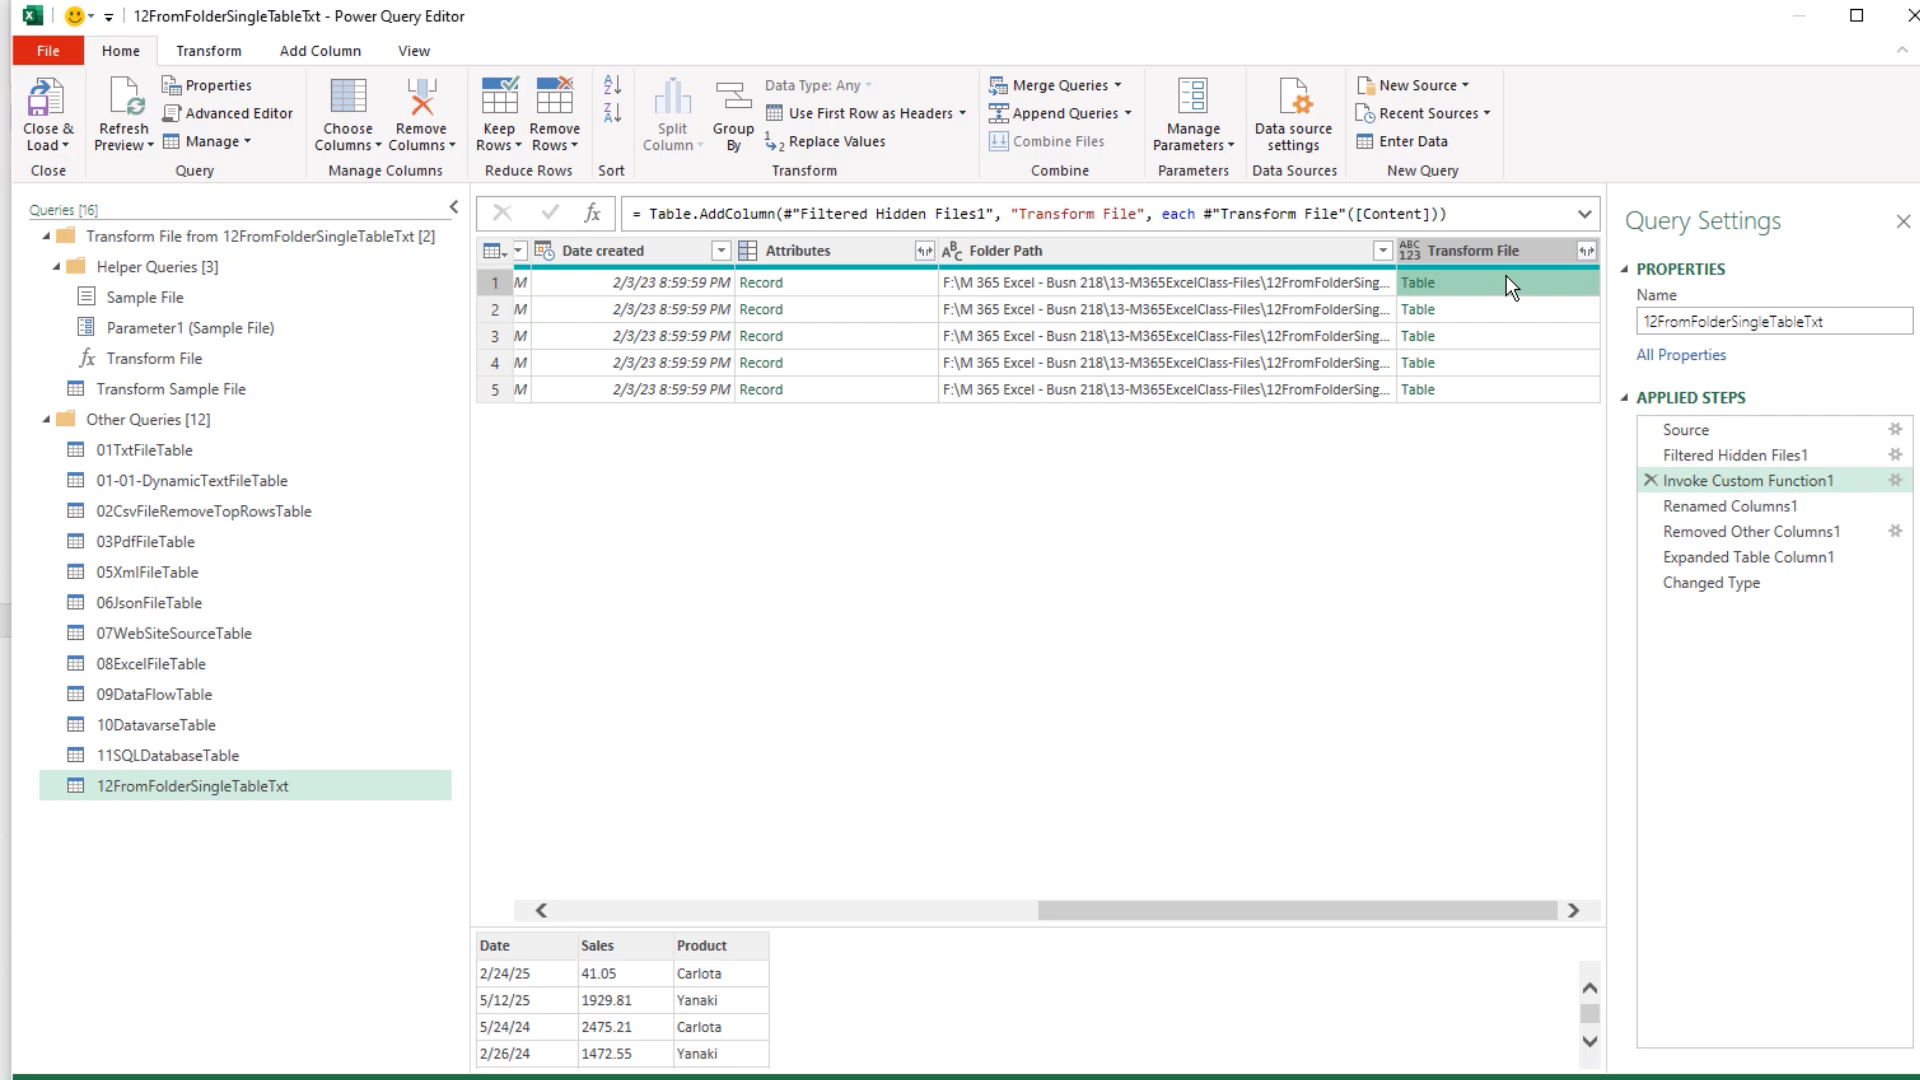 12FromFolderSingleTableTxt - Power Query Editor
File Home Transform Add Column View
Close & Load
Close
Refresh Preview
Properties
Advanced Editor
Manage
Query
Choose Columns
Remove Columns
Manage Columns
Keep Rows
Remove Rows
Reduce Rows
Sort
Split Column
Group By
Data Type: Any
Use First Row as Headers
Replace Values
Transform
Merge Queries
Append Queries
Combine Files
Combine
Manage Parameters
Parameters
Data source settings
Data Sources
New Source
Recent Sources
Enter Data
New Query
Queries [16]
Transform File from 12FromFolderSingleTableTxt [2]
Helper Queries [3]
Sample File
Parameter1 (Sample File)
fx Transform File
Transform Sample File
Other Queries [12]
01TxtFileTable
01-01-DynamicTextFileTable
02CsvFileRemoveTopRowsTable
03PdfFileTable
05XmlFileTable
06JsonFileTable
07WebSiteSourceTable
08ExcelFileTable
09DataFlowTable
10DatavarseTable
11SQLDatabaseTable
12FromFolderSingleTableTxt
fx = Table.AddColumn(#"Filtered Hidden Files1", "Transform File", each #"Transform File"([Content]))
Date created Attributes ABC Folder Path ABC 123 Transform File
1 M 2/3/23 8:59:59 PM Record F:\M 365 Excel - Busn 218\13-M365ExcelClass-Files\12FromFolderSing... Table
2 M 2/3/23 8:59:59 PM Record F:\M 365 Excel - Busn 218\13-M365ExcelClass-Files\12FromFolderSing... Table
3 M 2/3/23 8:59:59 PM Record F:\M 365 Excel - Busn 218\13-M365ExcelClass-Files\12FromFolderSing... Table
4 M 2/3/23 8:59:59 PM Record F:\M 365 Excel - Busn 218\13-M365ExcelClass-Files\12FromFolderSing... Table
5 M 2/3/23 8:59:59 PM Record F:\M 365 Excel - Busn 218\13-M365ExcelClass-Files\12FromFolderSing... Table
Date Sales Product
2/24/25 41.05 Carlota
5/12/25 1929.81 Yanaki
5/24/24 2475.21 Carlota
2/26/24 1472.55 Yanaki
Query Settings
PROPERTIES
Name
12FromFolderSingleTableTxt
All Properties
APPLIED STEPS
Source
Filtered Hidden Files1
Invoke Custom Function1
Renamed Columns1
Removed Other Columns1
Expanded Table Column1
Changed Type